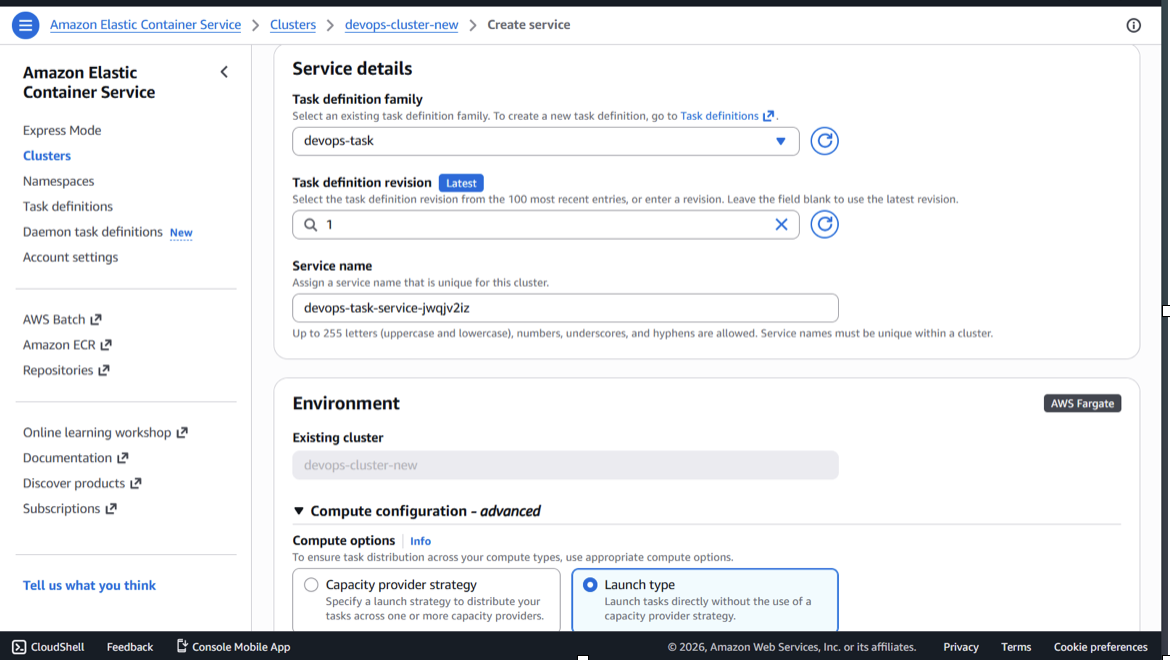 Amazon Elastic Container Service > Clusters > devops-cluster-new > Create service
Amazon Elastic
Container Service
Express Mode
Clusters
Namespaces
Task definitions
Daemon task definitions New
Account settings
AWS Batch
Amazon ECR
Repositories
Online learning workshop
Documentation
Discover products
Subscriptions
Tell us what you think
Service details
Task definition family
Select an existing task definition family. To create a new task definition, go to Task definitions .
devops-task
Task definition revision Latest
Select the task definition revision from the 100 most recent entries, or enter a revision. Leave the field blank to use the latest revision.
1
Service name
Assign a service name that is unique for this cluster.
devops-task-service-jwqjv2iz
Up to 255 letters (uppercase and lowercase), numbers, underscores, and hyphens are allowed. Service names must be unique within a cluster.
Environment AWS Fargate
Existing cluster
devops-cluster-new
Compute configuration - advanced
Compute options Info
To ensure task distribution across your compute types, use appropriate compute options.
Capacity provider strategy
Specify a launch strategy to distribute your
tasks across one or more capacity providers.
Launch type
Launch tasks directly without the use of a
capacity provider strategy.
CloudShell Feedback Console Mobile App © 2026, Amazon Web Services, Inc. or its affiliates. Privacy Terms Cookie preferences